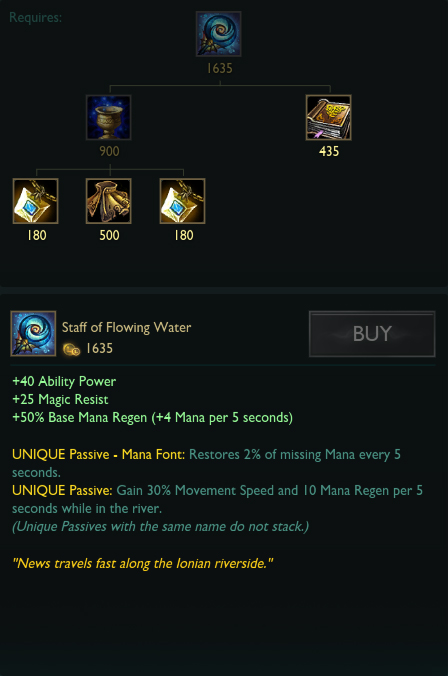 Requires:
1635
900
435
180
500
180
Staff of Flowing Water
1635
BUY
+40 Ability Power
+25 Magic Resist
+50% Base Mana Regen (+4 Mana per 5 seconds)
UNIQUE Passive - Mana Font: Restores 2% of missing Mana every 5
seconds.
UNIQUE Passive: Gain 30% Movement Speed and 10 Mana Regen per 5
seconds while in the river.
(Unique Passives with the same name do not stack.)
"News travels fast along the Ionian riverside."